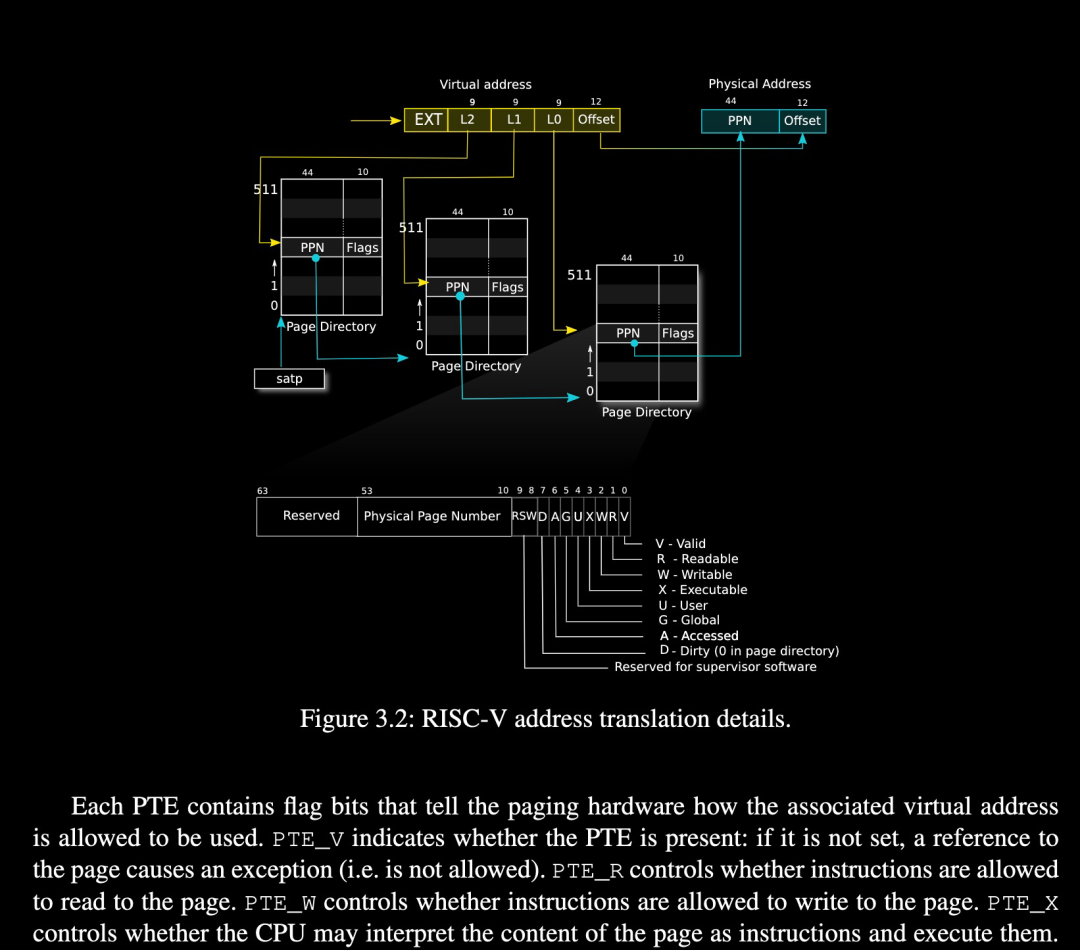 Virtual address
Physical Address
9 9 9 12
44 12
EXT L2 L1 L0 Offset
PPN Offset
44 10
511
PPN Flags
1
0
Page Directory
satp
44 10
511
PPN Flags
1
0
Page Directory
44 10
511
PPN Flags
1
0
Page Directory
63 53 10 9 8 7 6 5 4 3 2 1 0
Reserved Physical Page Number RSW D A G U X W R V
V - Valid
R - Readable
W - Writable
X - Executable
U - User
G - Global
A - Accessed
D - Dirty (0 in page directory)
Reserved for supervisor software
Figure 3.2: RISC-V address translation details.
Each PTE contains flag bits that tell the paging hardware how the associated virtual address
is allowed to be used. PTE_V indicates whether the PTE is present: if it is not set, a reference to
the page causes an exception (i.e. is not allowed). PTE_R controls whether instructions are allowed
to read to the page. PTE_W controls whether instructions are allowed to write to the page. PTE_X
controls whether the CPU may interpret the content of the page as instructions and execute them.